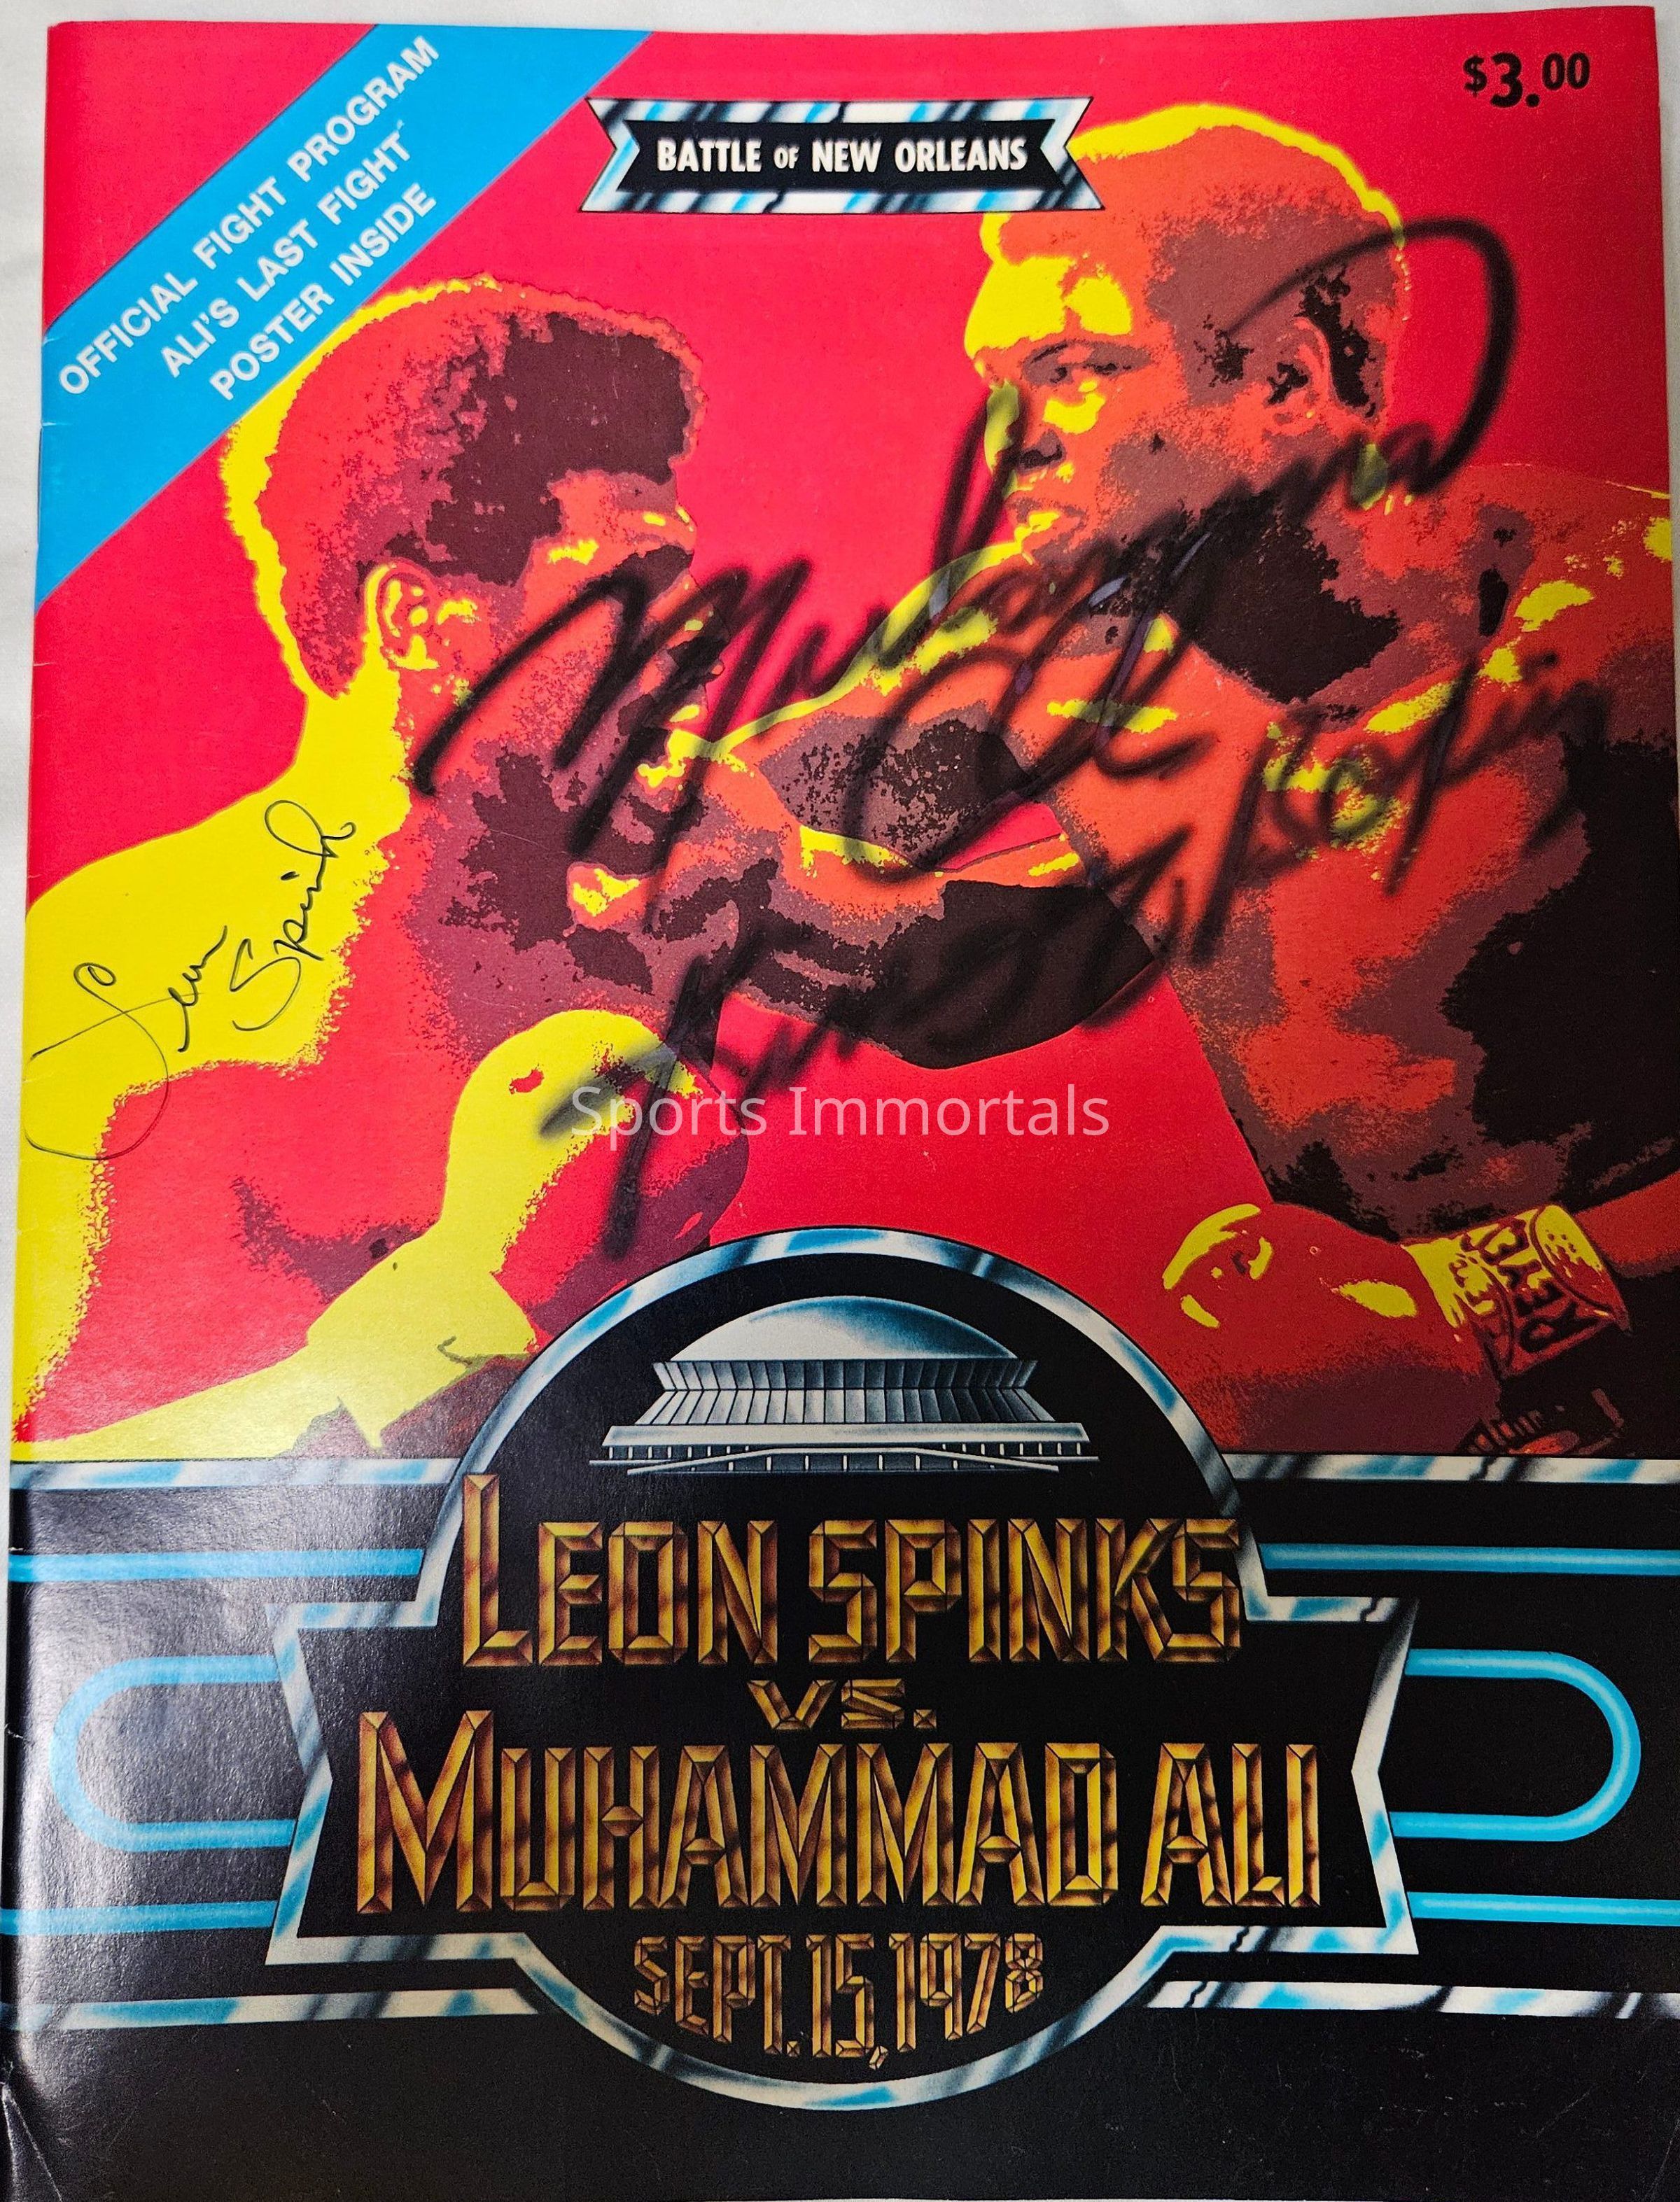 OFFICIAL FIGHT PROGRAM
ALI'S LAST FIGHT
POSTER INSIDE
$3.00
BATTLE OF NEW ORLEANS
Muhammad
Leon
Spinks
Sports Immortals
LEON SPINKS
VS.
MUHAMMAD ALI
SEPT. 15, 1978